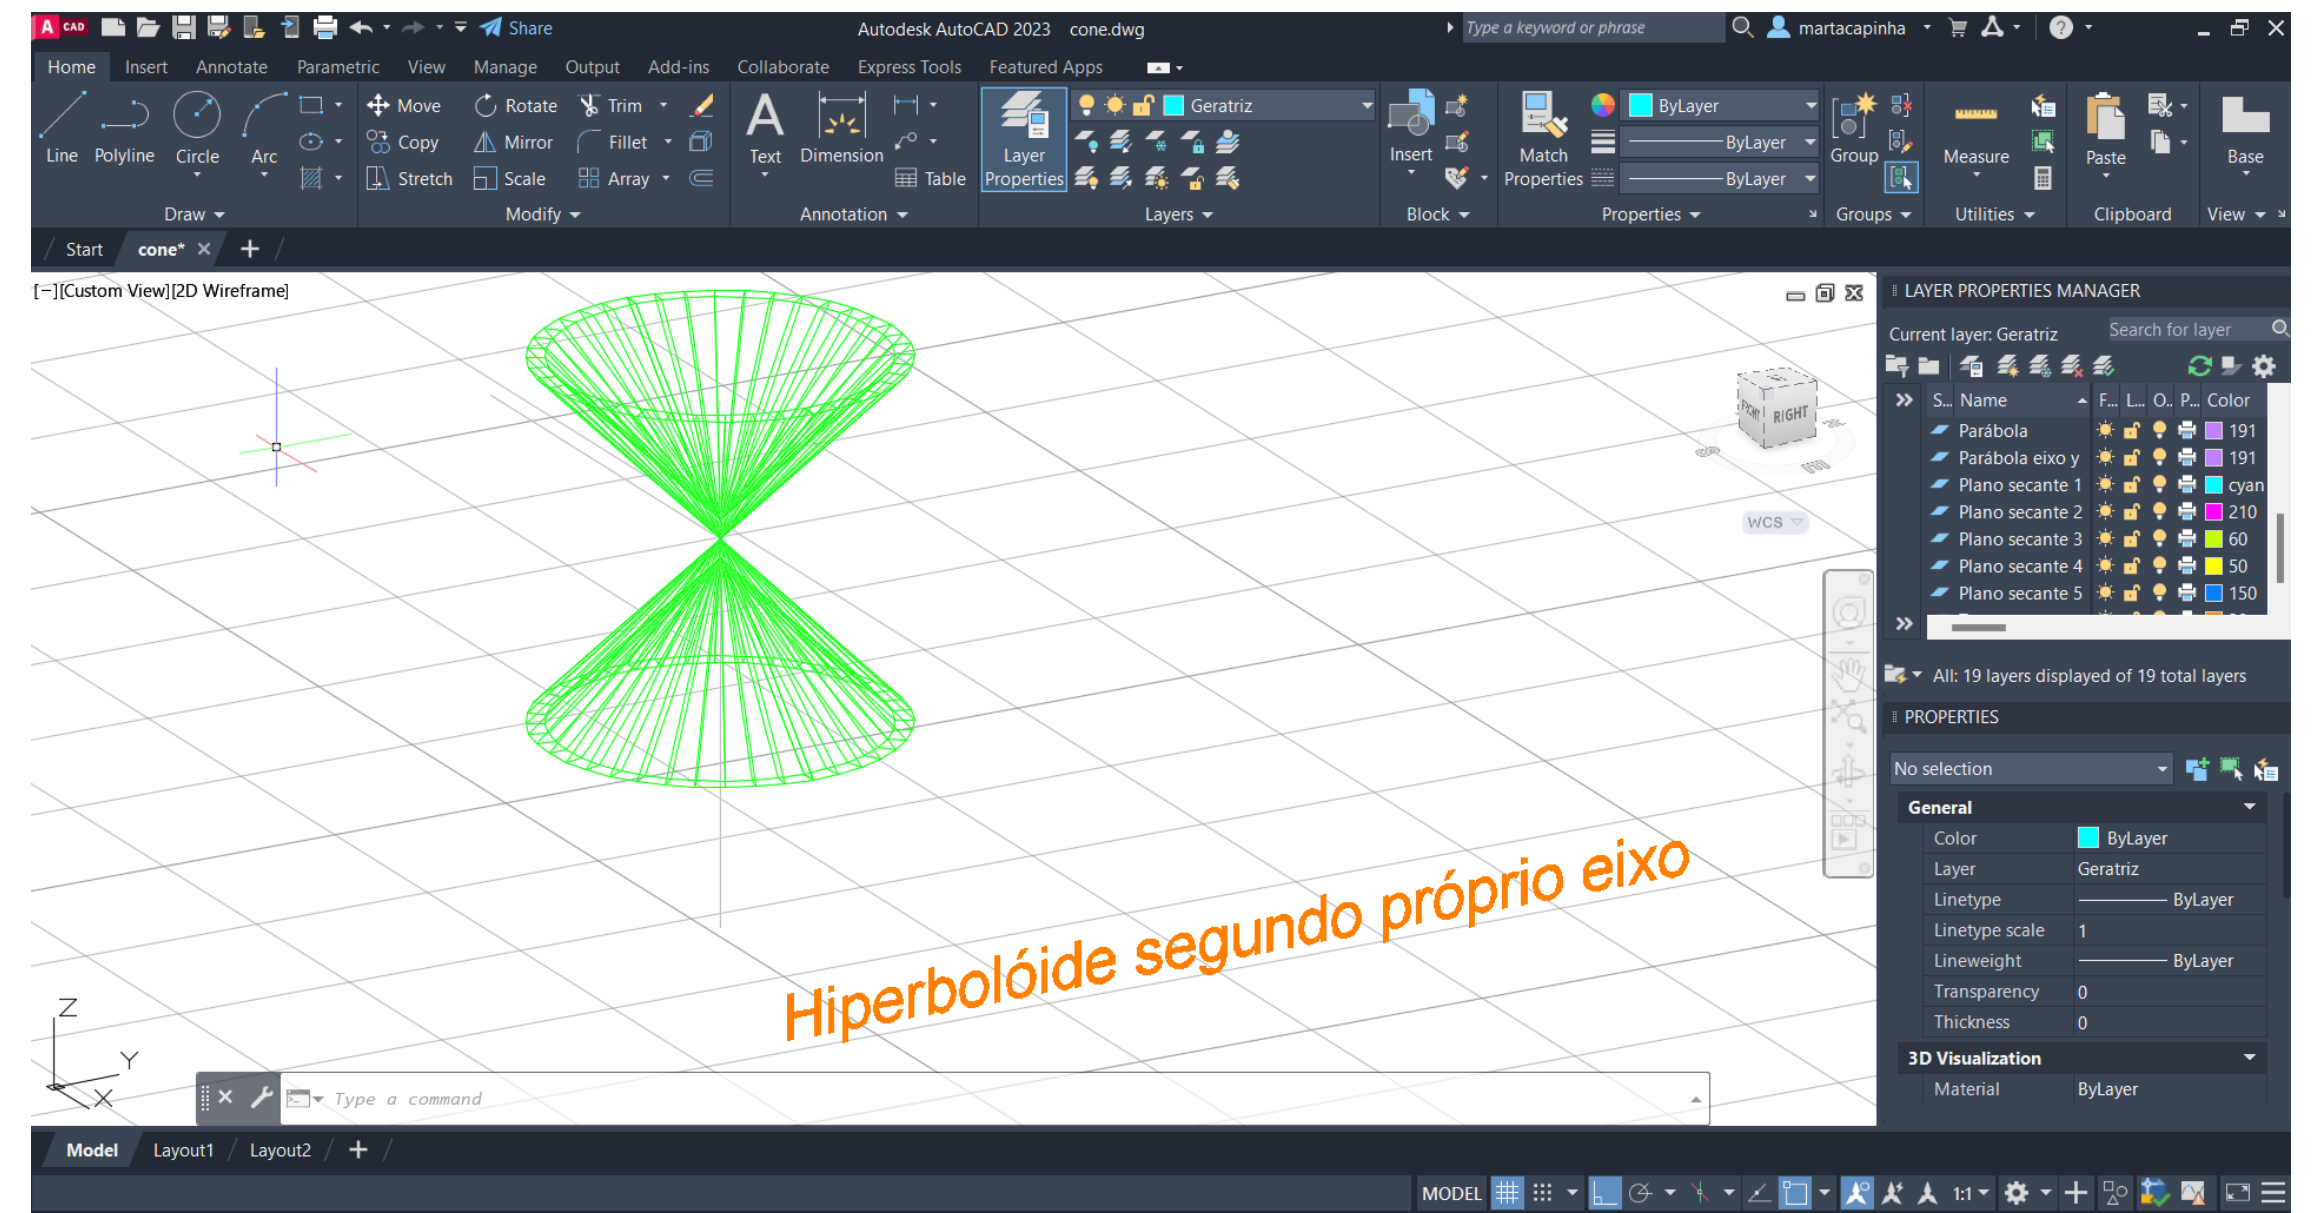 A CAD Share Autodesk AutoCAD 2023 cone.dwg Type a keyword or phrase martacapinha
Home Insert Annotate Parametric View Manage Output Add-ins Collaborate Express Tools Featured Apps
Line Polyline Circle Arc
Draw
Move Rotate Trim
Copy Mirror Fillet
Stretch Scale Array
Modify
Text Dimension
Table
Annotation
Layer Properties
Geratriz
Layers
Insert
Block
Match Properties
ByLayer
ByLayer
ByLayer
Properties
Group
Groups
Measure
Utilities
Paste
Clipboard
Base
View
Start cone*
[−][Custom View][2D Wireframe]
FRONT RIGHT
WCS
Hiperbolóide segundo próprio eixo
Z
Y
X
Type a command
LAYER PROPERTIES MANAGER
Current layer: Geratriz Search for layer
S... Name F... L... O.. P... Color
Parábola 191
Parábola eixo y 191
Plano secante 1 cyan
Plano secante 2 210
Plano secante 3 60
Plano secante 4 50
Plano secante 5 150
All: 19 layers displayed of 19 total layers
PROPERTIES
No selection
General
Color ByLayer
Layer Geratriz
Linetype ByLayer
Linetype scale 1
Lineweight ByLayer
Transparency 0
Thickness 0
3D Visualization
Material ByLayer
Model Layout1 Layout2
MODEL 1:1